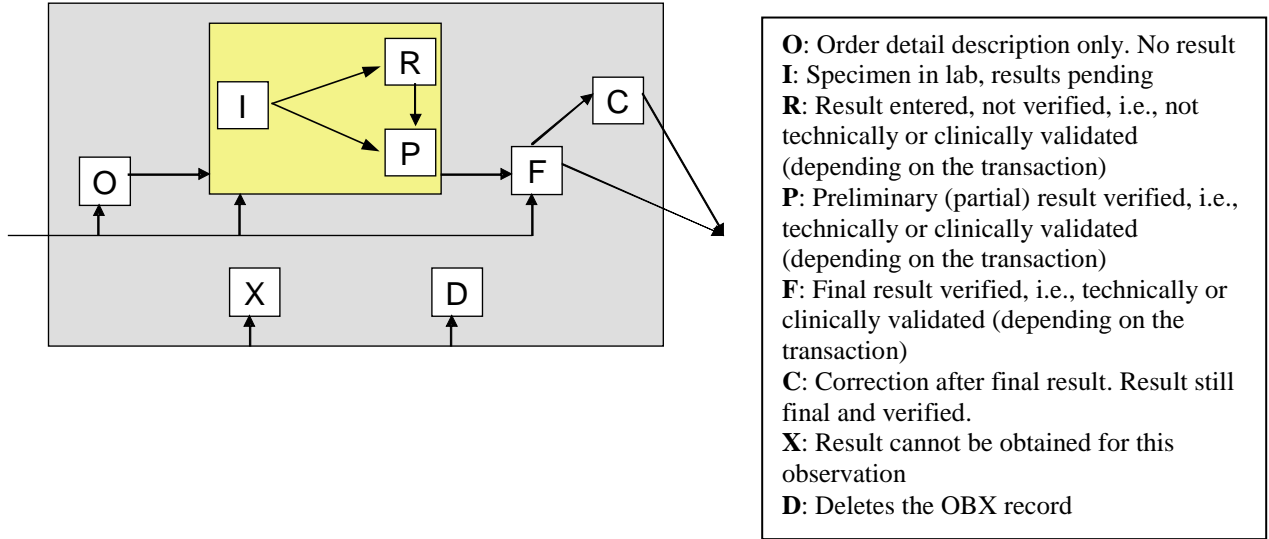 R
I
C
P
F
O
X
D
O: Order detail description only. No result
I: Specimen in lab, results pending
R: Result entered, not verified, i.e., not
technically or clinically validated
(depending on the transaction)
P: Preliminary (partial) result verified, i.e.,
technically or clinically validated
(depending on the transaction)
F: Final result verified, i.e., technically or
clinically validated (depending on the
transaction)
C: Correction after final result. Result still
final and verified.
X: Result cannot be obtained for this
observation
D: Deletes the OBX record